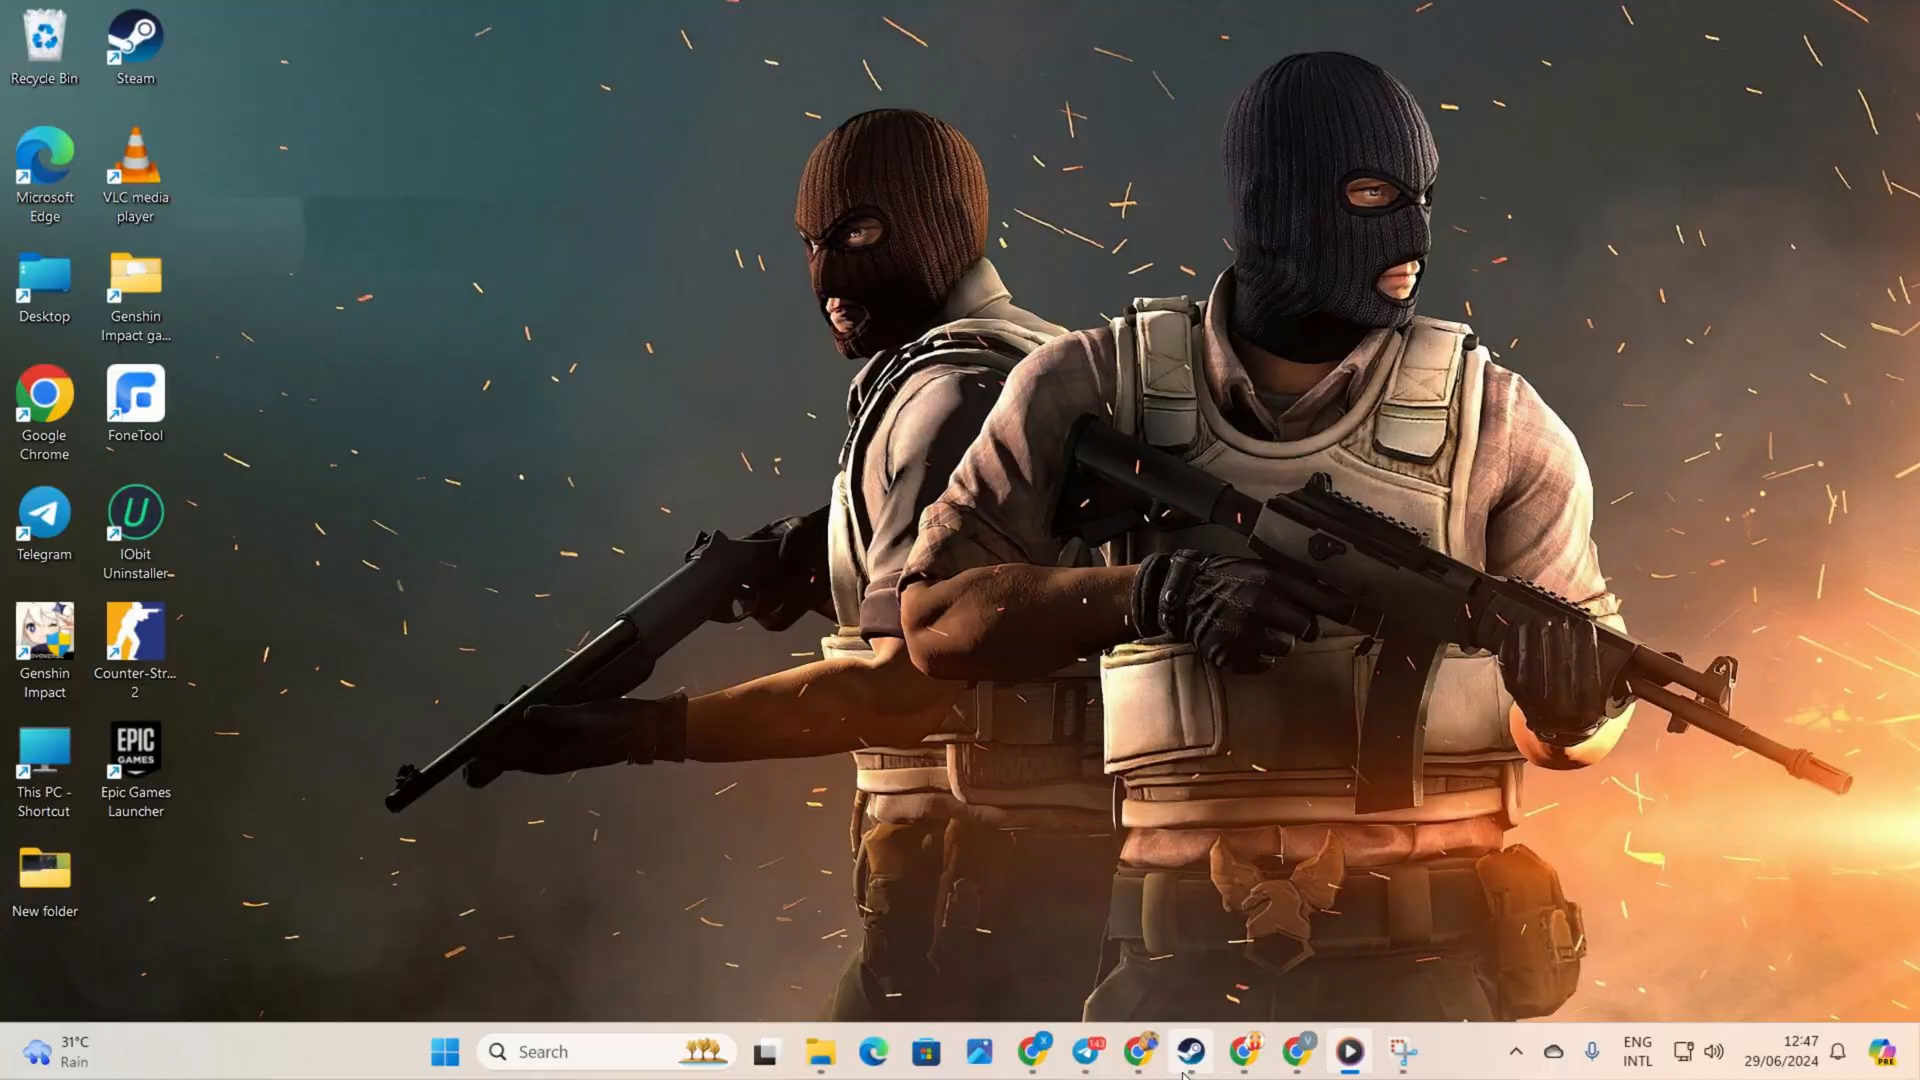 Recycle Bin
Steam
Microsoft
Edge
VLC media
player
Desktop
Genshin
Impact ga...
Google
Chrome
FoneTool
Telegram
IObit
Uninstaller
Genshin
Impact
Counter-Str...
2
EPIC
GAMES
This PC -
Shortcut
Epic Games
Launcher
New folder
31°C
Rain
Search
X
143
V
ENG
INTL
12:47
29/06/2024
PRE